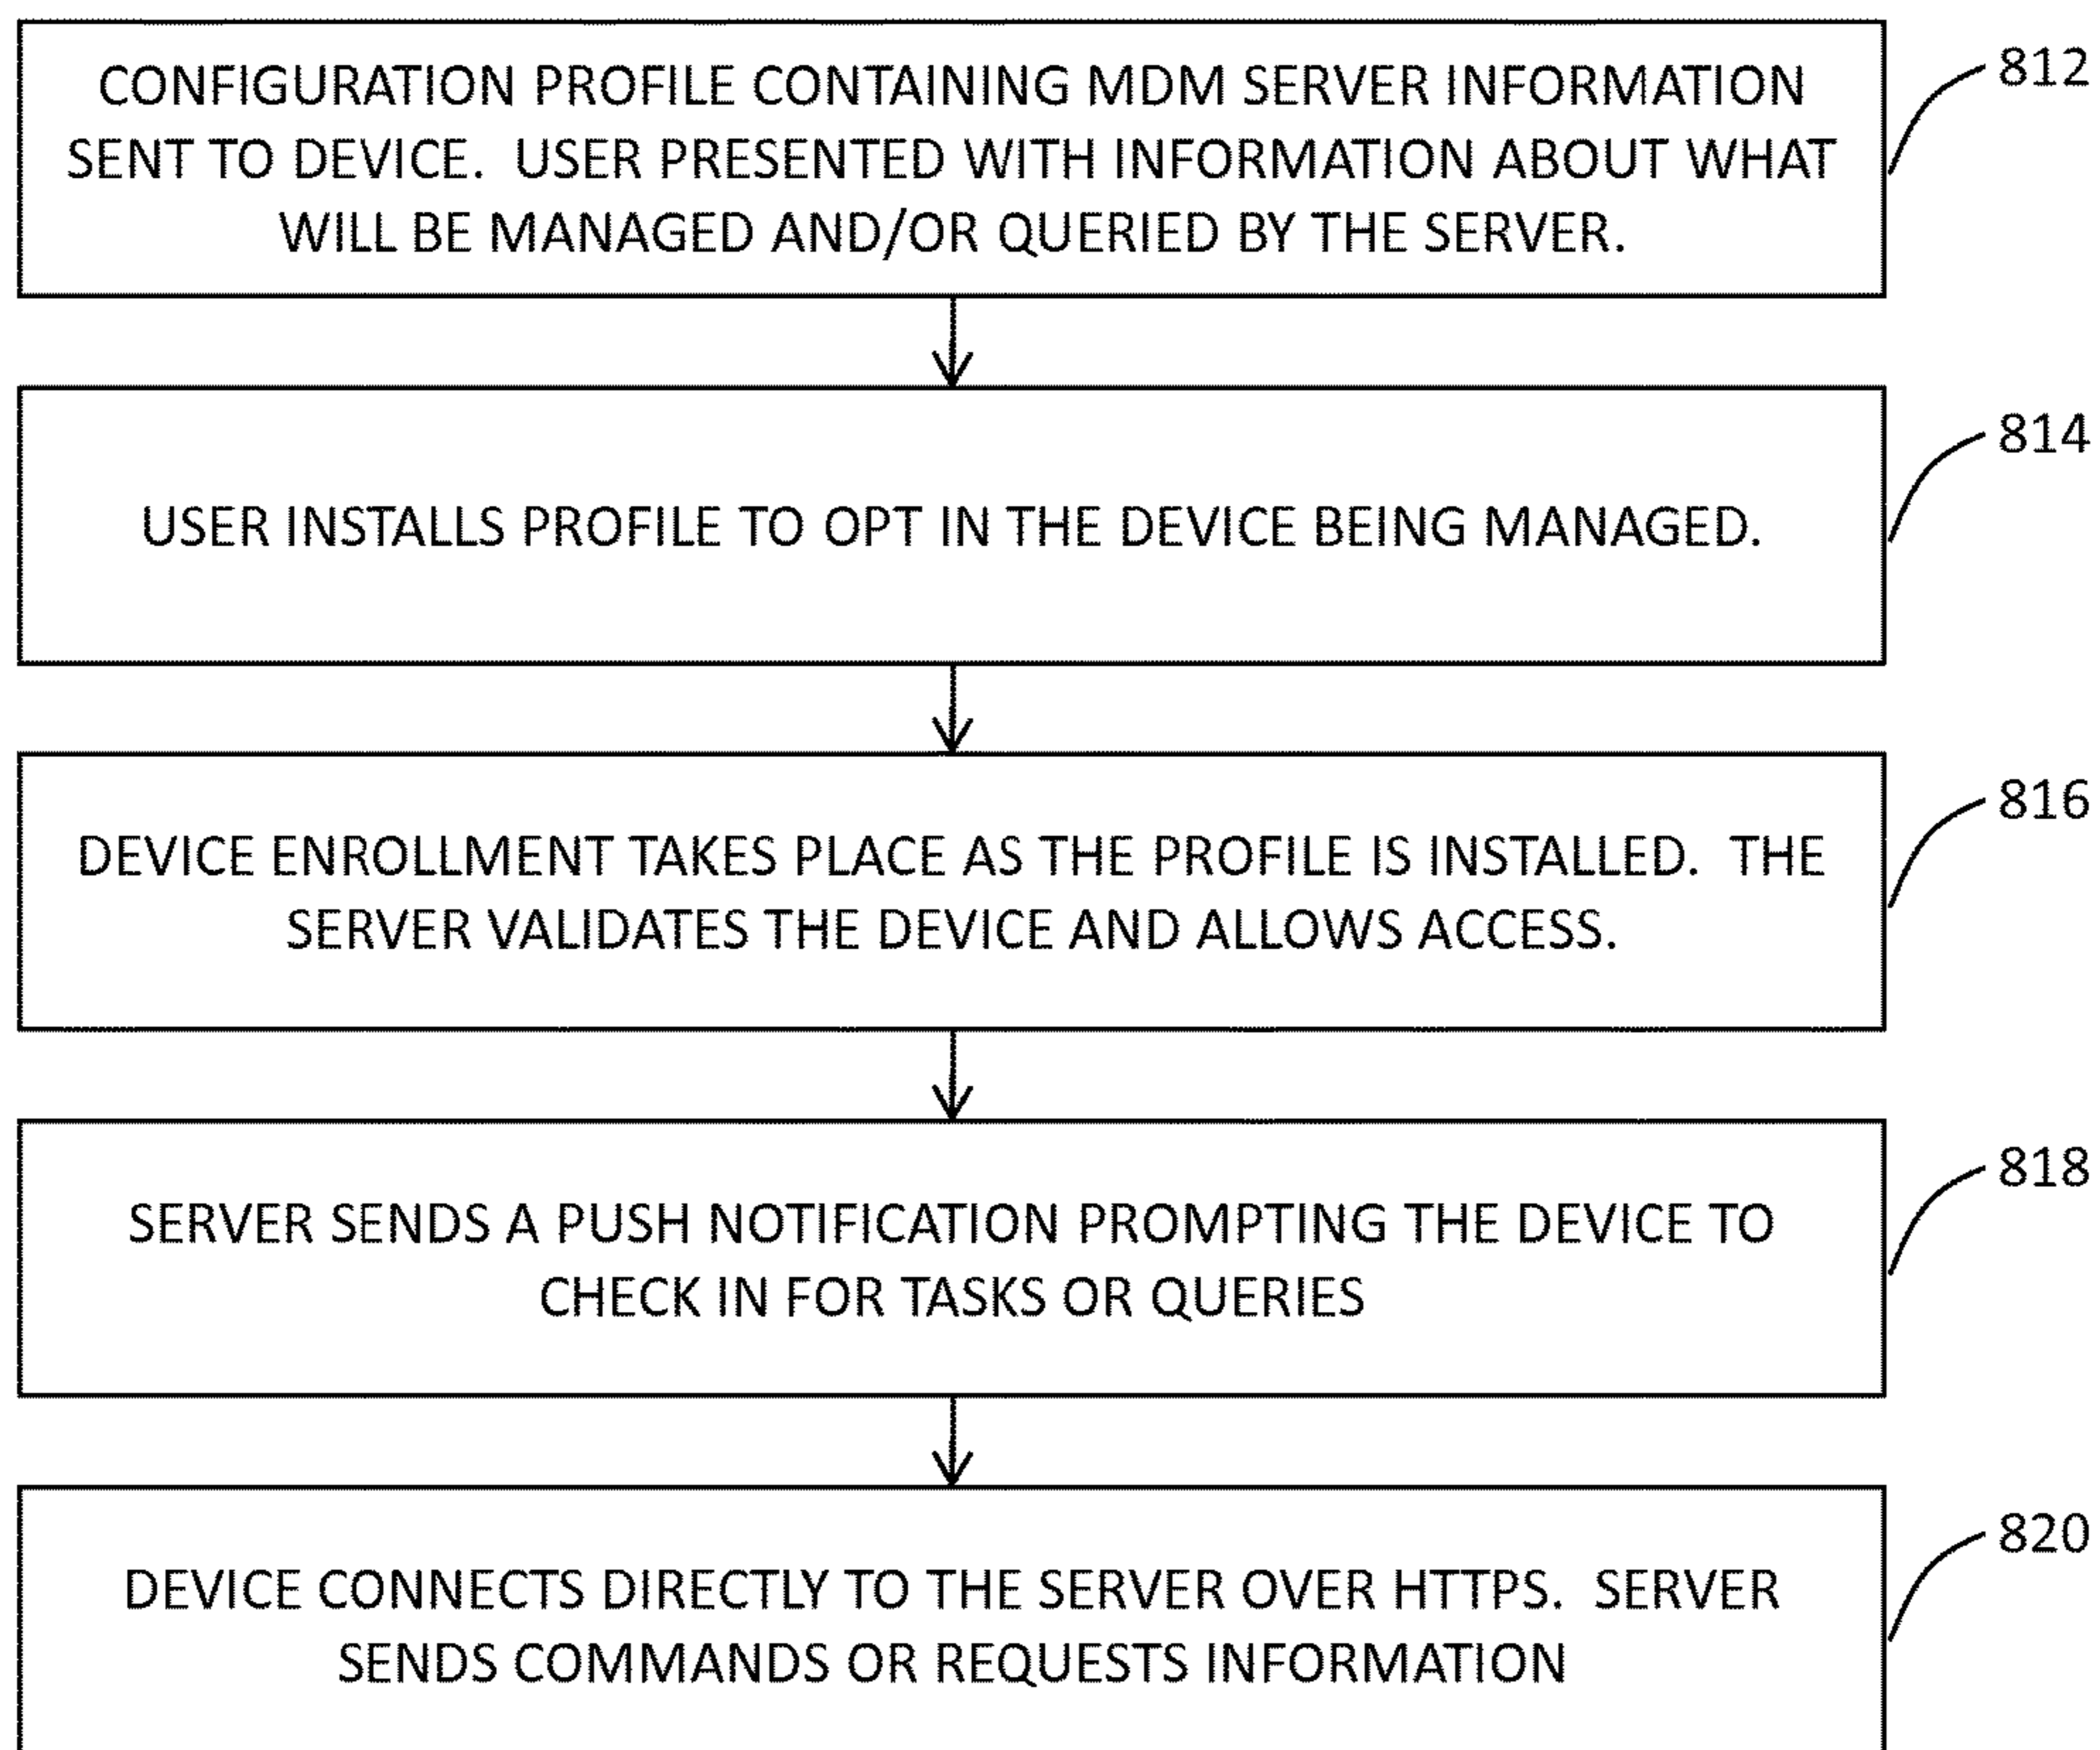 CONFIGURATION PROFILE CONTAINING MDM SERVER INFORMATION
SENT TO DEVICE. USER PRESENTED WITH INFORMATION ABOUT WHAT
WILL BE MANAGED AND/OR QUERIED BY THE SERVER.
812
USER INSTALLS PROFILE TO OPT IN THE DEVICE BEING MANAGED.
814
DEVICE ENROLLMENT TAKES PLACE AS THE PROFILE IS INSTALLED. THE
SERVER VALIDATES THE DEVICE AND ALLOWS ACCESS.
816
SERVER SENDS A PUSH NOTIFICATION PROMPTING THE DEVICE TO
CHECK IN FOR TASKS OR QUERIES
818
DEVICE CONNECTS DIRECTLY TO THE SERVER OVER HTTPS. SERVER
SENDS COMMANDS OR REQUESTS INFORMATION
820